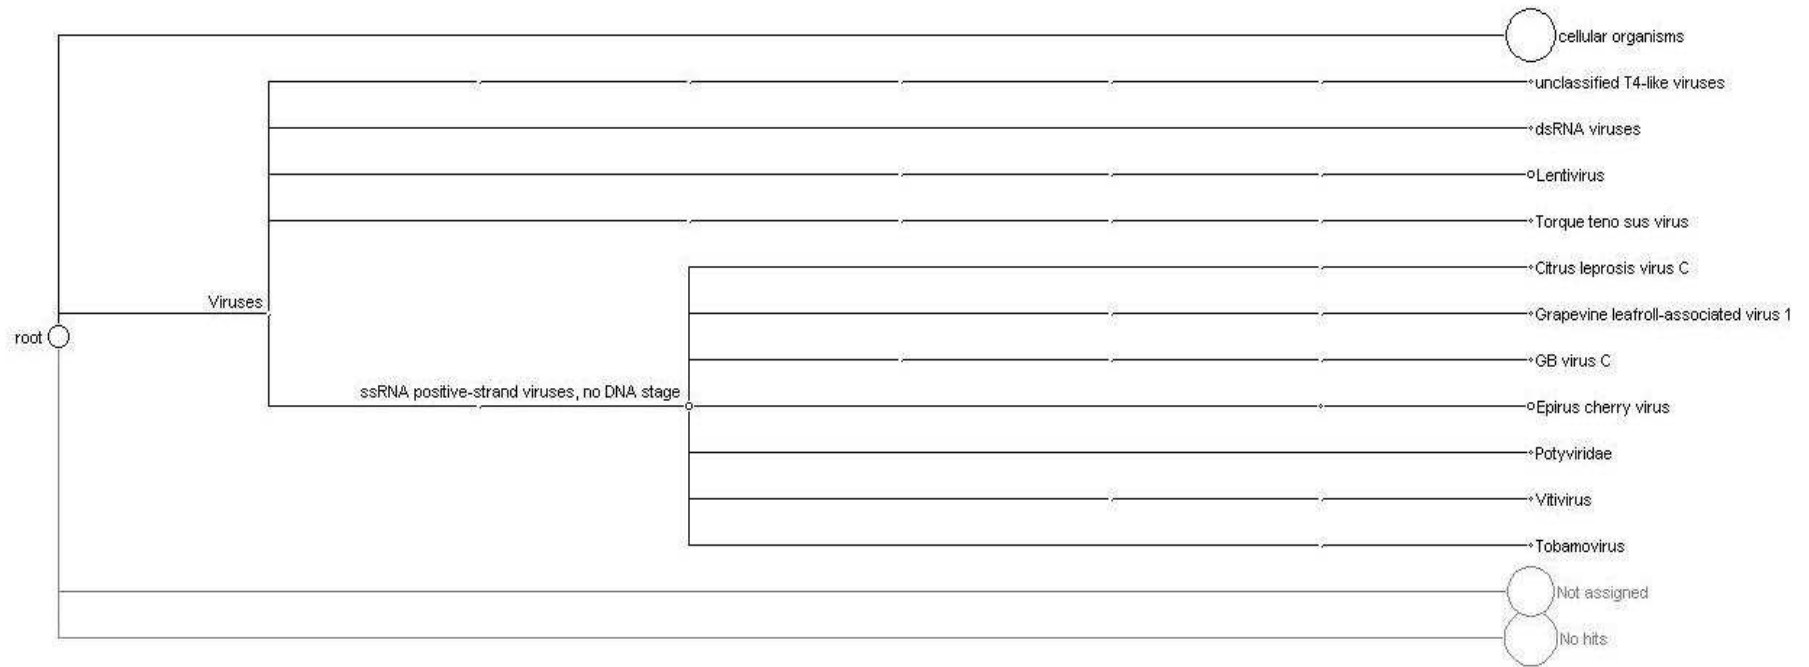 cellular organisms
unclassified T4-like viruses
dsRNA viruses
Lentivirus
Torque teno sus virus
Citrus leprosis virus C
Viruses
Grapevine leafroll-associated virus 1
root
GB virus C
ssRNA positive-strand viruses, no DNA stage
Epirus cherry virus
Potyviridae
Vitivirus
Tobamovirus
Not assigned
No hits